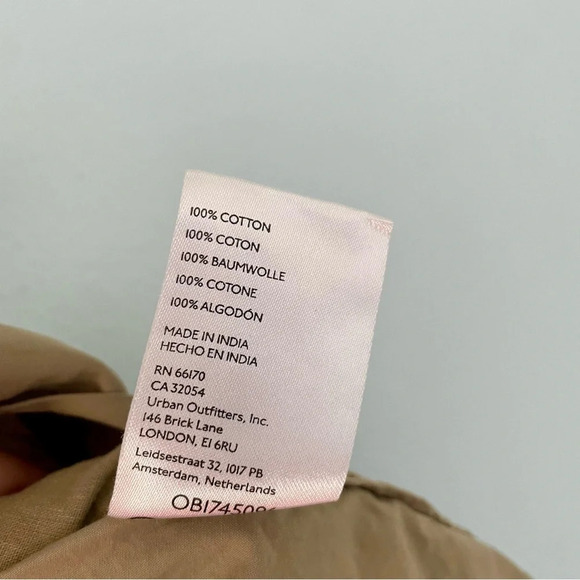 100% COTTON
100% COTON
100% BAUMWOLLE
100% COTONE
100% ALGODÓN
MADE IN INDIA
HECHO EN INDIA
RN 66170
CA 32054
Urban Outfitters, Inc.
146 Brick Lane
LONDON, E1 6RU
Leidsestraat 32, 1017 PB
Amsterdam, Netherlands